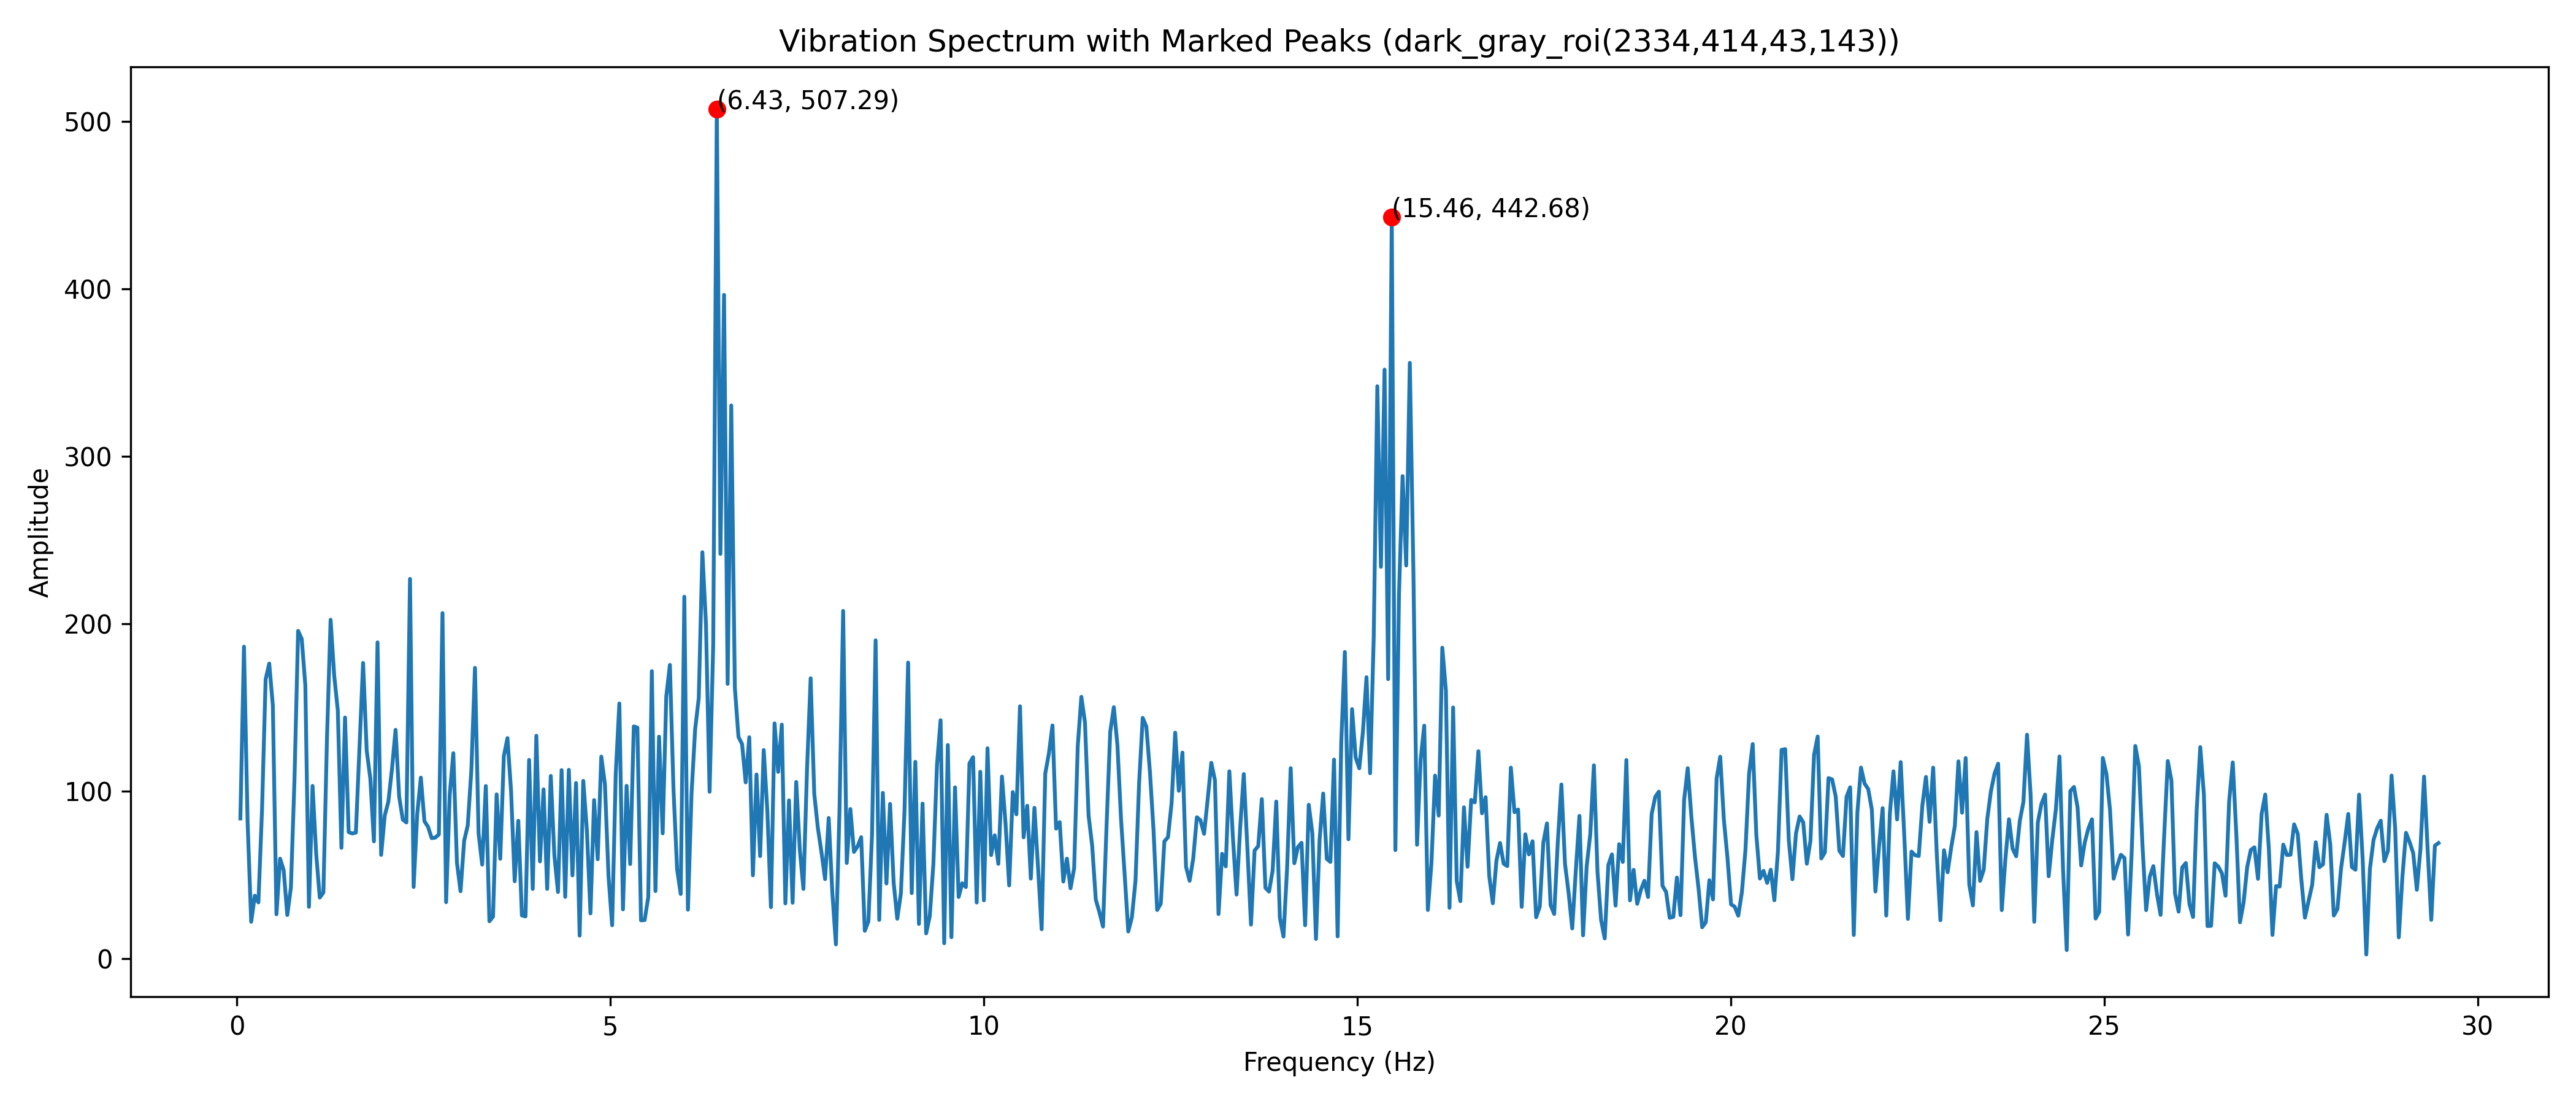 Vibration Spectrum with Marked Peaks (dark_gray_roi(2334,414,43,143))
(6.43, 507.29)
(15.46, 442.68)
500
400
300
200
100
0
Amplitude
0 5 10 15 20 25 30
Frequency (Hz)